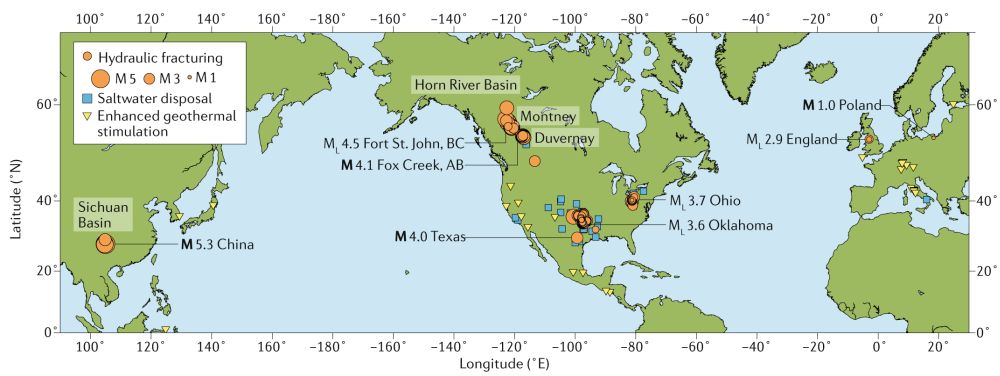 100˚ 120˚ 140˚ 160˚ 180˚ −160˚ −140˚ −120˚ −100˚ −80˚ −60˚ −40˚ −20˚ 0˚ 20˚
Hydraulic fracturing
M 5 M 3 M 1
Saltwater disposal
Enhanced geothermal
stimulation
Horn River Basin
60˚
60˚
M 1.0 Poland
Montney
Duvernay
M_L 4.5 Fort St. John, BC
M 4.1 Fox Creek, AB
M_L 2.9 England
Latitude (˚N)
40˚
40˚
M_L 3.7 Ohio
Sichuan
Basin
M_L 3.6 Oklahoma
M 4.0 Texas
M 5.3 China
20˚
20˚
0˚
0˚
100˚ 120˚ 140˚ 160˚ 180˚ −160˚ −140˚ −120˚ −100˚ −80˚ −60˚ −40˚ −20˚ 0˚ 20˚
Longitude (˚E)